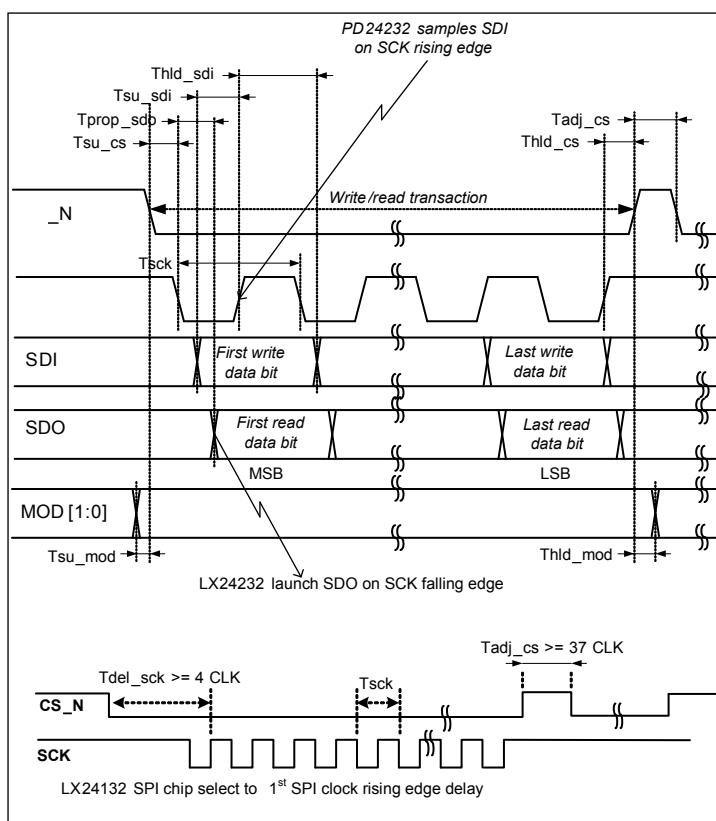 PD24232 samples SDI
on SCK rising edge
Thld_sdi
Tsu_sdi
Tprop_sdo
Tadj_cs
Tsu_cs
Thld_cs
_N
Write/read transaction
Tsck
SDI
First write
data bit
Last write
data bit
SDO
First read
data bit
Last read
data bit
MSB
LSB
MOD [1:0]
Tsu_mod
Thld_mod
LX24232 launch SDO on SCK falling edge
Tadj_cs >= 37 CLK
Tdel_sck >= 4 CLK
Tsck
CS_N
SCK
LX24132 SPI chip select to 1st SPI clock rising edge delay